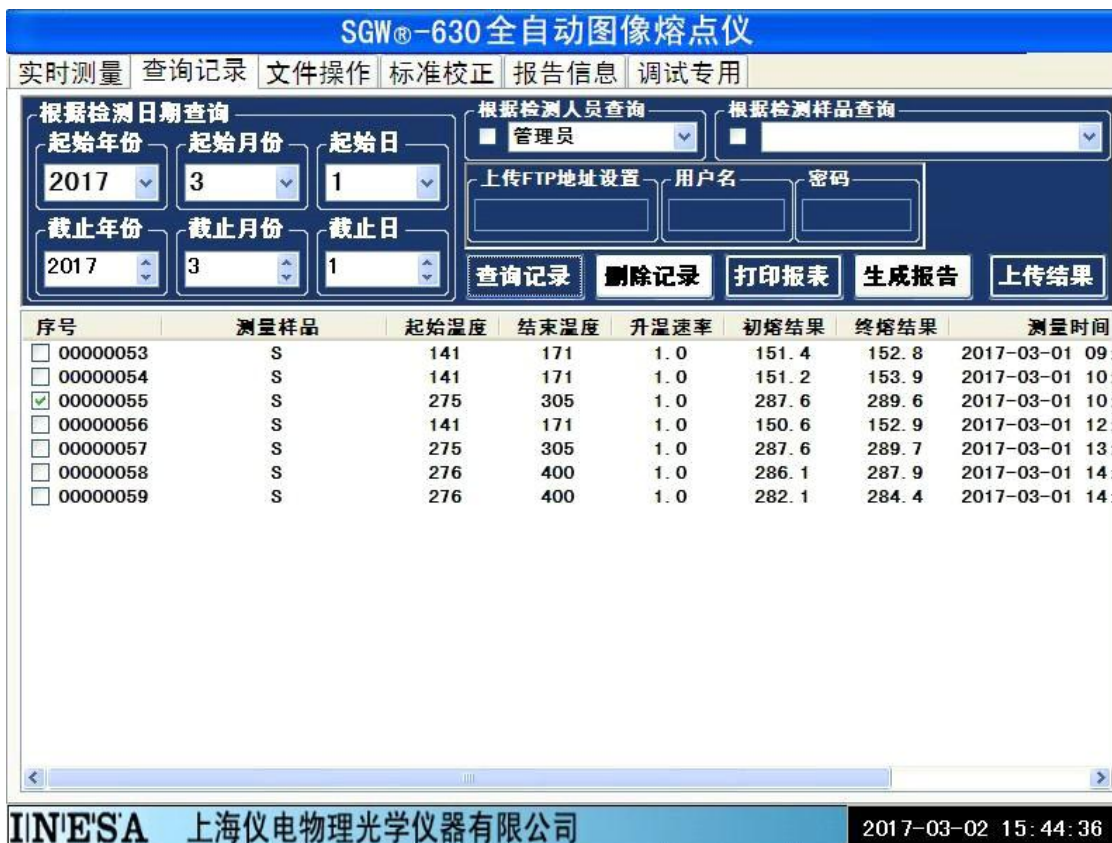 SGW®-630全自动图像熔点仪
实时测量 查询记录 文件操作 标准校正 报告信息 调试专用
根据检测日期查询 根据检测人员查询 根据检测样品查询
管理员
起始年份 起始月份 起始日
2017 3 1
上传FTP地址设置 用户名 密码
截止年份 截止月份 截止日
2017 3 1
查询记录 删除记录 打印报表 生成报告 上传结果
序号 测量样品 起始温度 结束温度 升温速率 初熔结果 终熔结果 测量时间
00000053 S 141 171 1.0 151.4 152.8 2017-03-01 09:
00000054 S 141 171 1.0 151.2 153.9 2017-03-01 10:
00000055 S 275 305 1.0 287.6 289.6 2017-03-01 10:
00000056 S 141 171 1.0 150.6 152.9 2017-03-01 12:
00000057 S 275 305 1.0 287.6 289.7 2017-03-01 13:
00000058 S 276 400 1.0 286.1 287.9 2017-03-01 14:
00000059 S 276 400 1.0 282.1 284.4 2017-03-01 14:
INESA 上海仪电物理光学仪器有限公司 2017-03-02 15:44:36